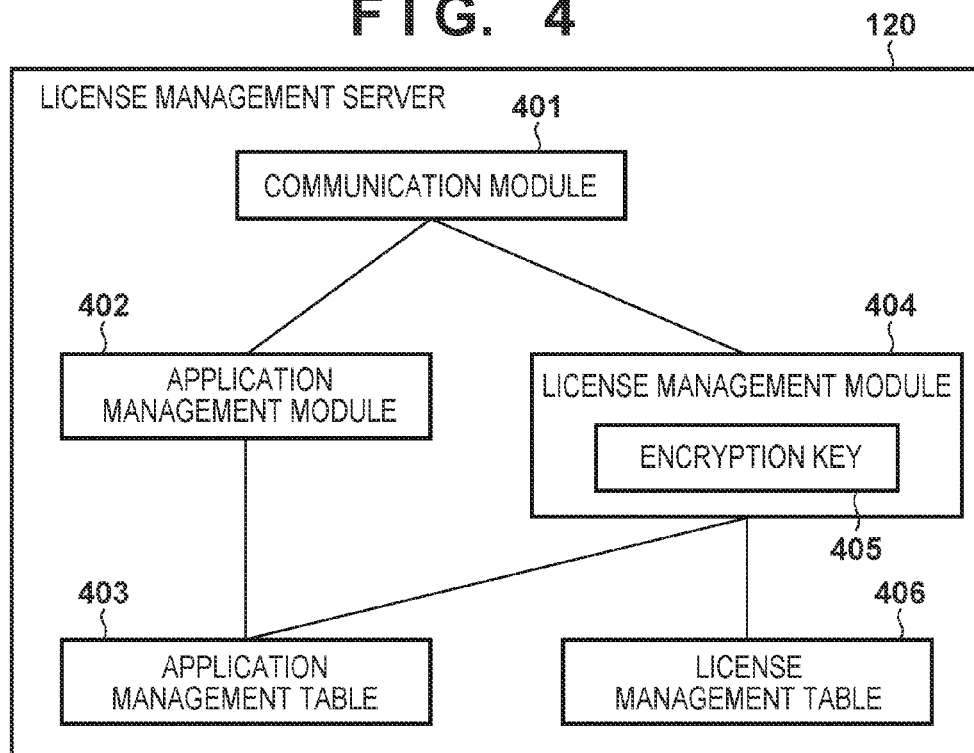 FIG. 4
120
LICENSE MANAGEMENT SERVER
401
COMMUNICATION MODULE
402
APPLICATION
MANAGEMENT MODULE
404
LICENSE MANAGEMENT MODULE
ENCRYPTION KEY
405
403
APPLICATION
MANAGEMENT TABLE
406
LICENSE
MANAGEMENT TABLE